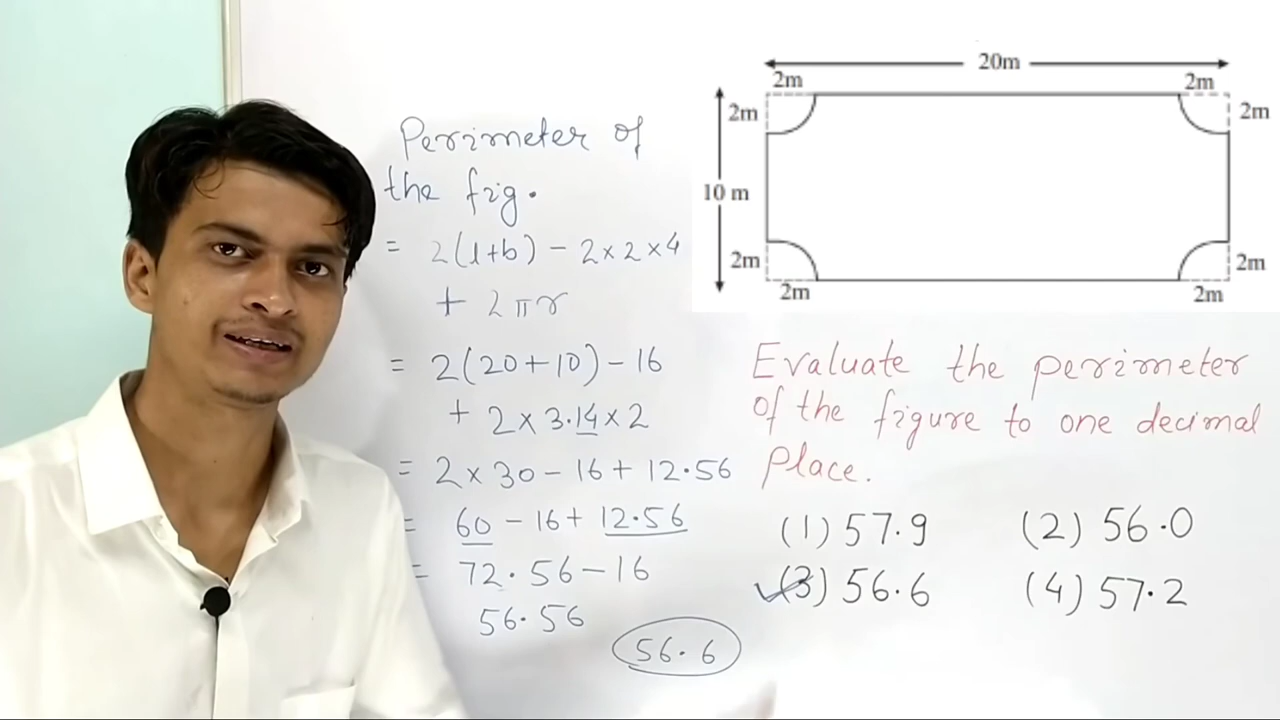 Perimeter of
the fig.
= 2(l+b) - 2×2×4
+ 2πr
= 2(20+10) - 16
+ 2×3.14×2
= 2×30 - 16 + 12.56
= 60 - 16 + 12.56
= 72.56 - 16
56.56
56.6
20m
2m 2m
2m 2m
10 m
2m 2m
2m 2m
Evaluate the perimeter
of the figure to one decimal
place.
(1) 57.9 (2) 56.0
(3) 56.6 (4) 57.2